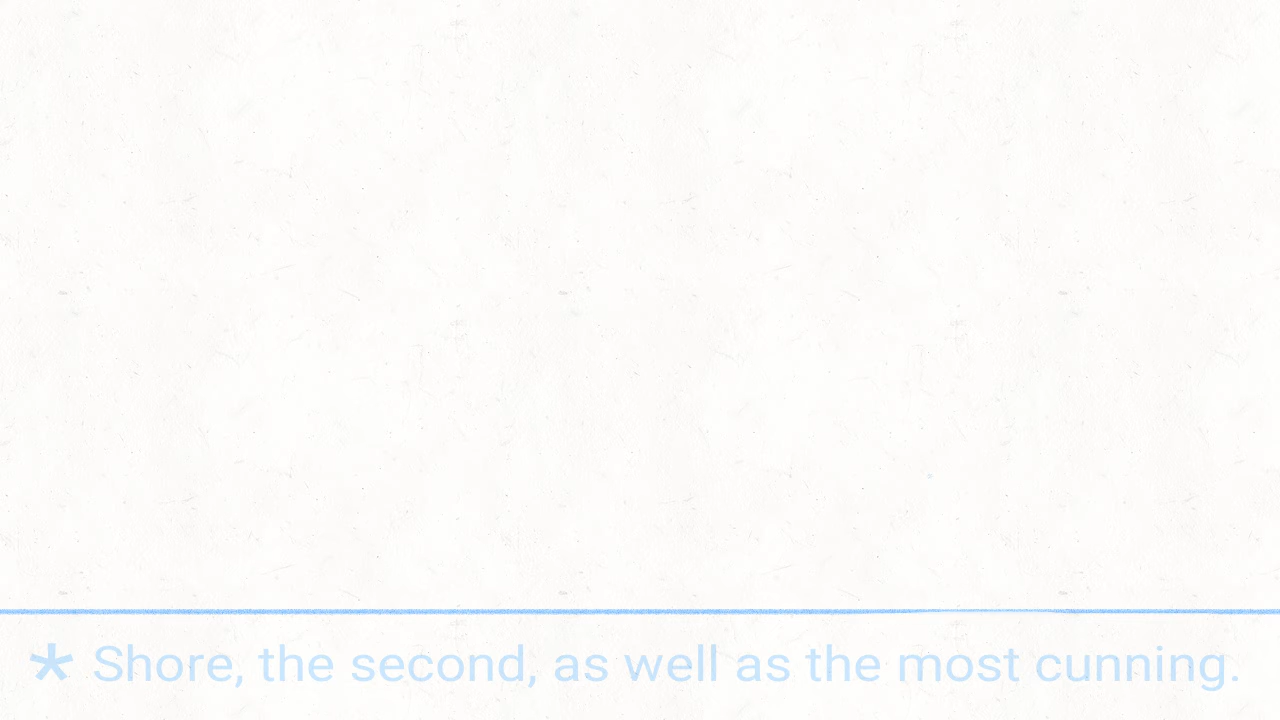 * Shore, the second, as well as the most cunning.